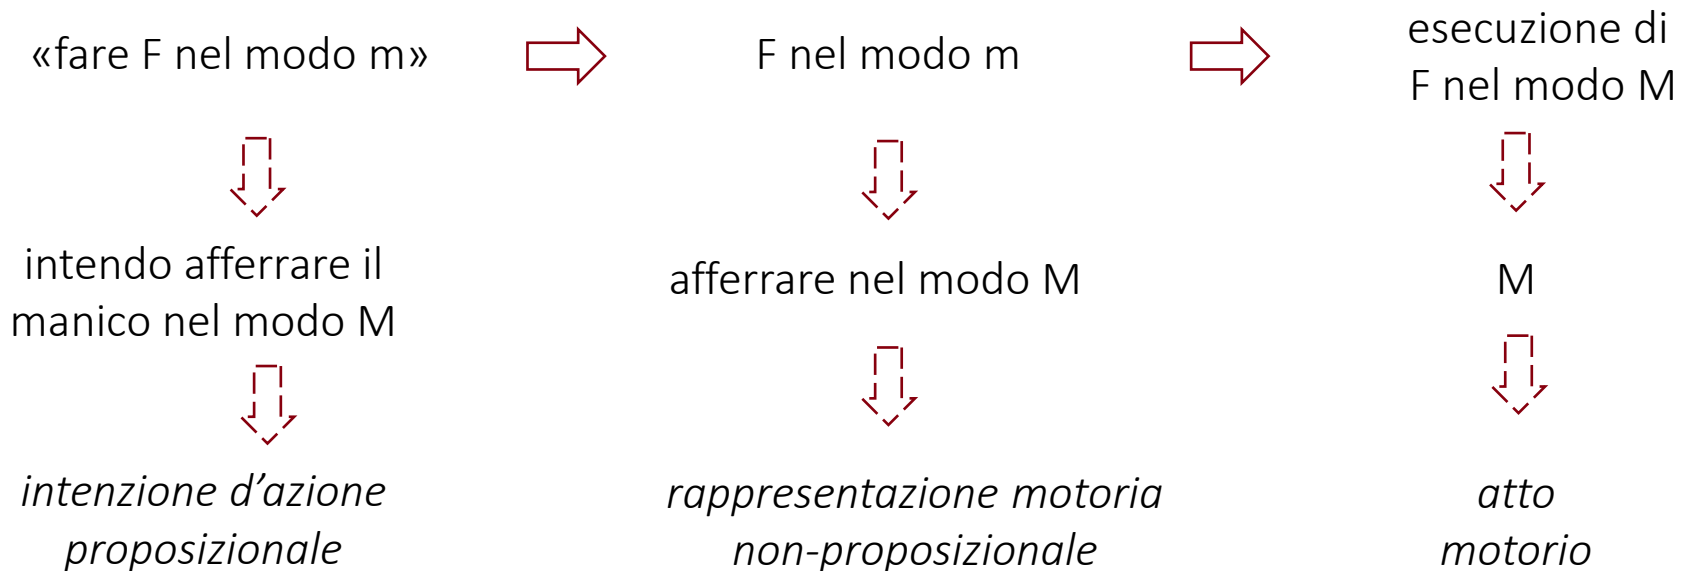 «fare F nel modo m»
F nel modo m
esecuzione di
F nel modo M
intendo afferrare il
manico nel modo M
afferrare nel modo M
M
intenzione d’azione
proposizionale
rappresentazione motoria
non-proposizionale
atto
motorio